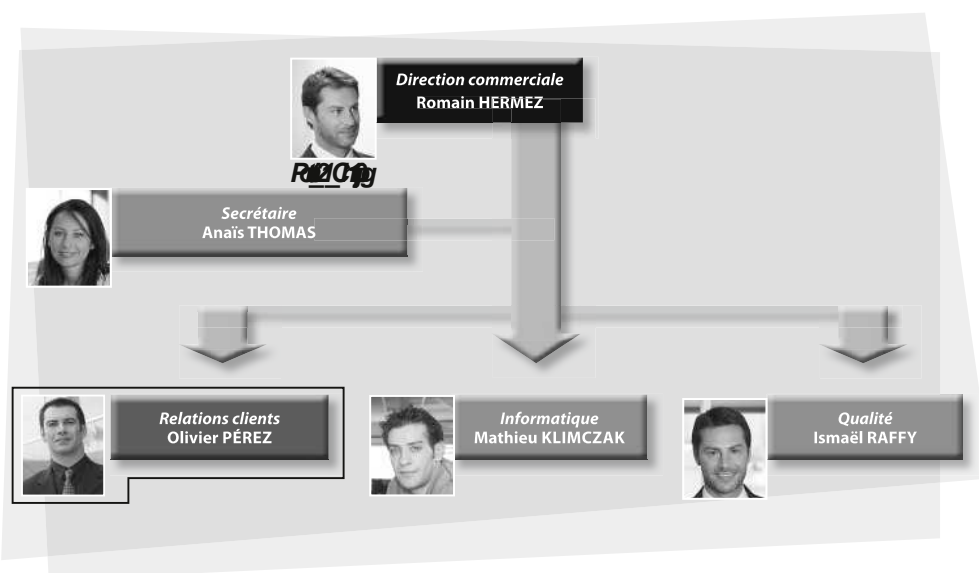 Direction commerciale
Romain HERMEZ
Secrétaire
Anaïs THOMAS
Relations clients
Olivier PÉREZ
Informatique
Mathieu KLIMCZAK
Qualité
Ismaël RAFFY